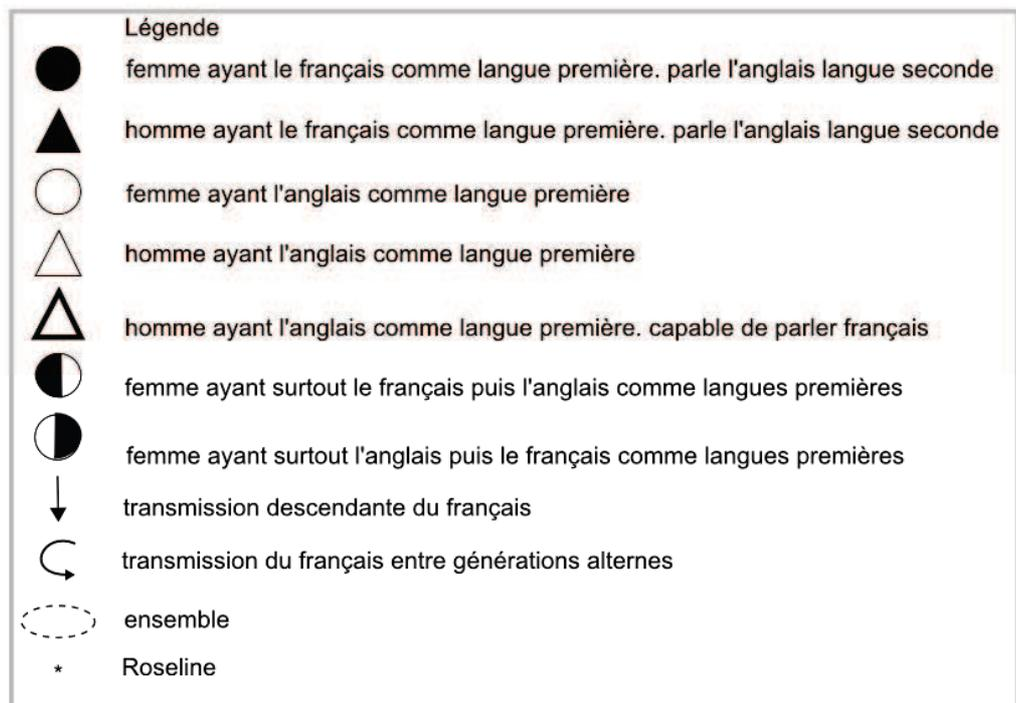 Légende
femme ayant le français comme langue première. parle l'anglais langue seconde
homme ayant le français comme langue première. parle l'anglais langue seconde
femme ayant l'anglais comme langue première
homme ayant l'anglais comme langue première
homme ayant l'anglais comme langue première. capable de parler français
femme ayant surtout le français puis l'anglais comme langues premières
femme ayant surtout l'anglais puis le français comme langues premières
transmission descendante du français
transmission du français entre générations alternes
ensemble
* Roseline